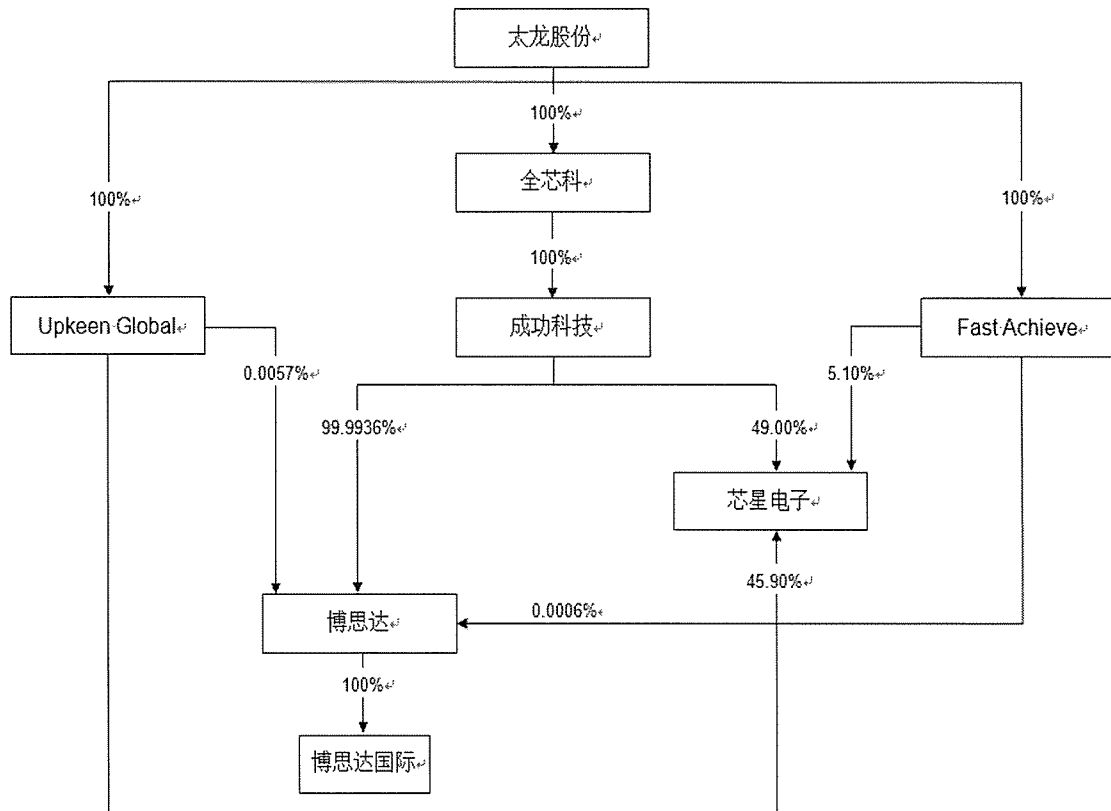 太龙股份
100%
全芯科
100%
100%
100%
Upkeen Global
成功科技
Fast Achieve
0.0057%
5.10%
99.9936%
49.00%
芯星电子
45.90%
0.0006%
博思达
100%
博思达国际